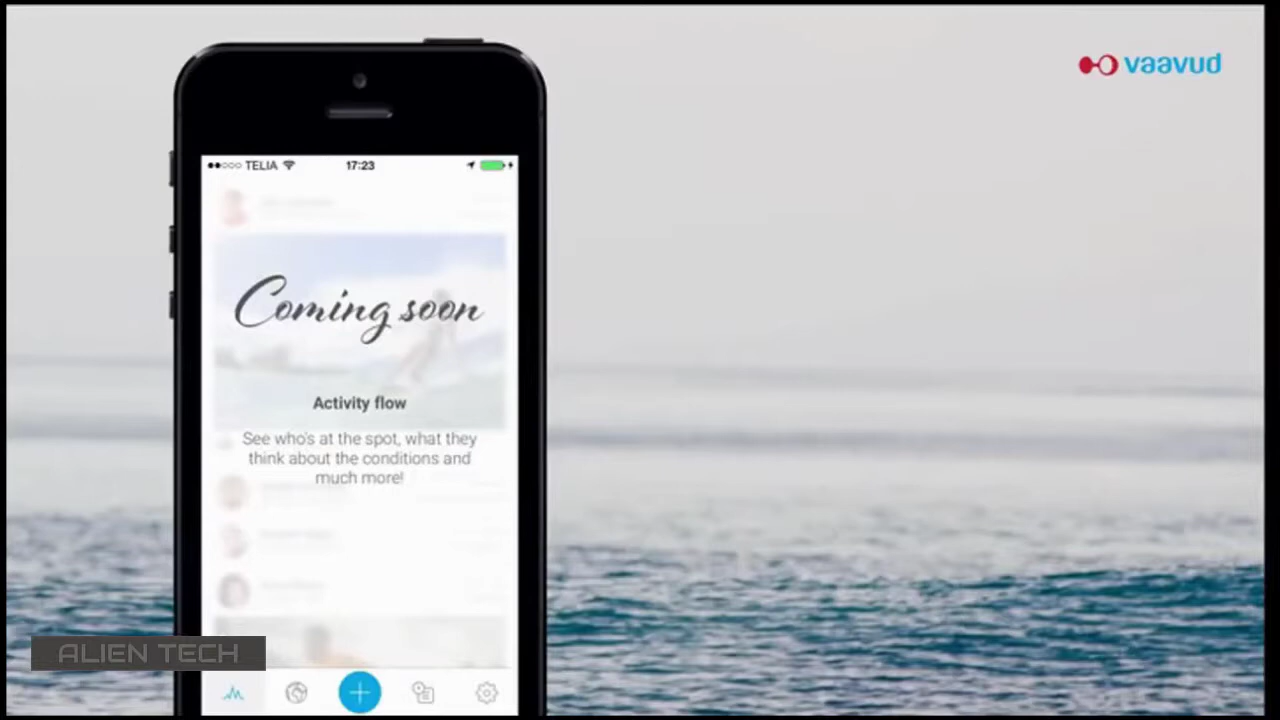 vaavud
TELIA
17:23
Coming soon
Activity flow
See who's at the spot, what they
think about the conditions and
much more!
ALIEN TECH